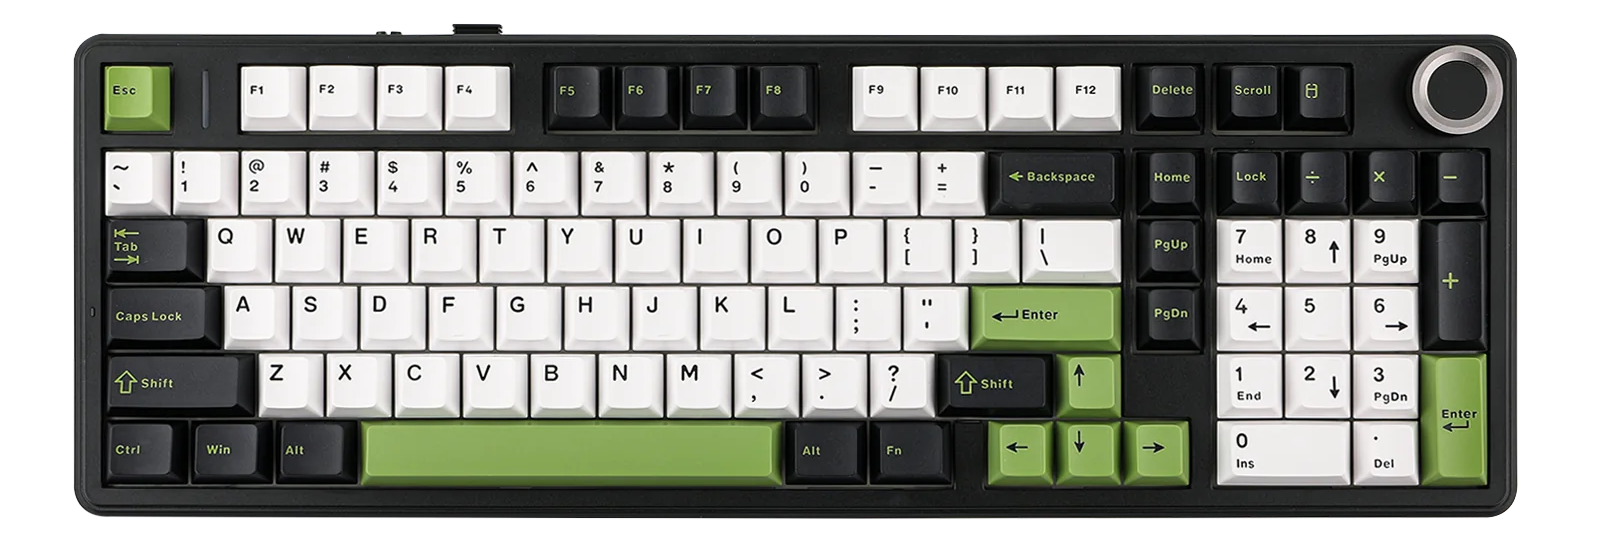 Esc F1 F2 F3 F4 F5 F6 F7 F8 F9 F10 F11 F12 Delete Scroll
~ ! @ # $ % ^ & * ( ) — +
` 1 2 3 4 5 6 7 8 9 0 - = ← Backspace Home Lock ÷ × −
Tab Q W E R T Y U I O P { } | PgUp 7 8 ↑ 9
[ ] \ Home PgUp +
Caps Lock A S D F G H J K L : " ↵ Enter PgDn 4 ← 5 6 →
; '
⇧ Shift Z X C V B N M < > ? ⇧ Shift ↑ 1 2 ↓ 3
, . / End PgDn Enter ↵
Ctrl Win Alt Alt Fn ← ↓ → 0 .
Ins Del